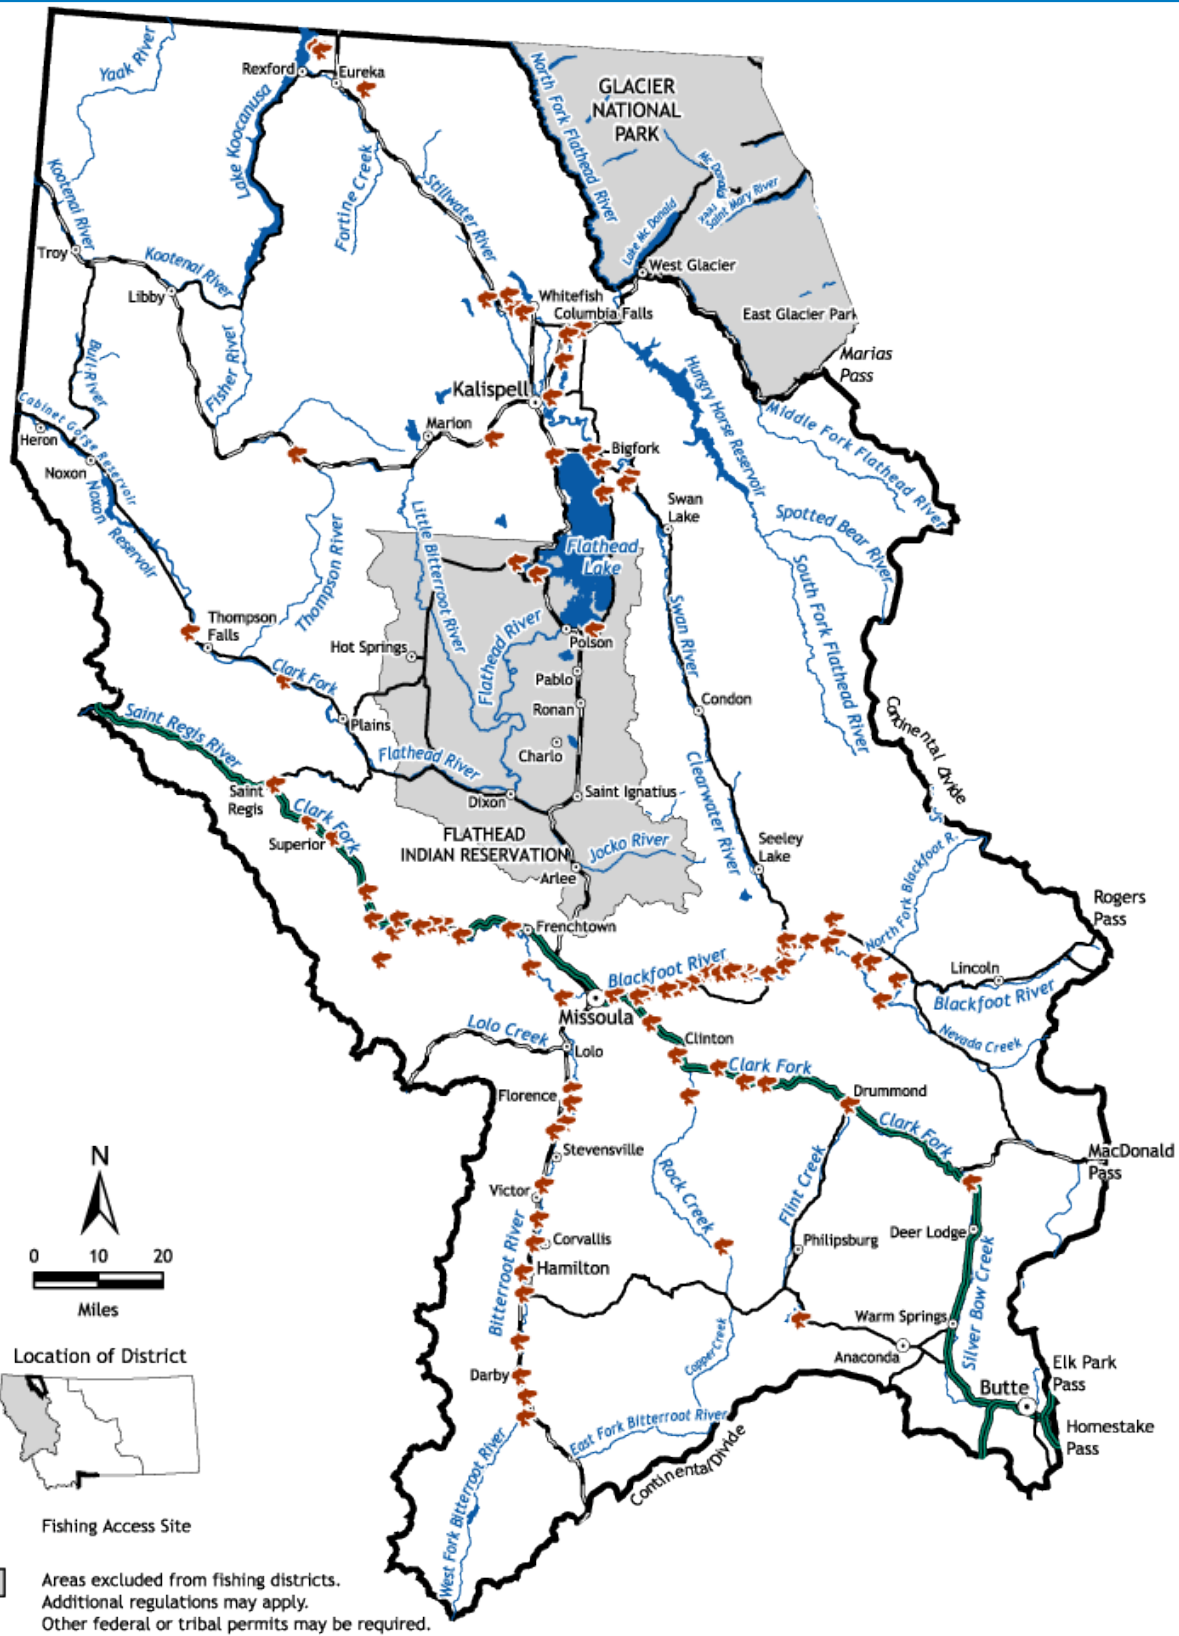 Yaak River
Rexford
Eureka
Lake Koocanusa
Fortine Creek
Stillwater River
North Fork Flathead River
GLACIER
NATIONAL
PARK
Mc Donald
Saint Mary River
Lake Mc Donald
West Glacier
East Glacier Park
Marias
Pass
Kootenai River
Troy
Kootenai River
Libby
Whitefish
Columbia Falls
Bull River
Fisher River
Kalispell
Hungry Horse Reservoir
Middle Fork Flathead River
Cabinet Gorge Reservoir
Heron
Noxon
Noxon Reservoir
Marion
Bigfork
Swan
Lake
Spotted Bear River
Little Bitterroot River
Thompson River
Flathead
Lake
South Fork Flathead River
Swan River
Thompson
Falls
Hot Springs
Flathead River
Polson
Pablo
Ronan
Charlo
Condon
Clark Fork
Plains
Saint Regis River
Flathead River
Dixon
Saint Ignatius
Continental Divide
Clearwater River
Saint
Regis
Clark Fork
Superior
FLATHEAD
INDIAN RESERVATION
Jocko River
Arlee
Seeley
Lake
North Fork Blackfoot R.
Rogers
Pass
Frenchtown
Blackfoot River
Lincoln
Blackfoot River
Missoula
Nevada Creek
Lolo Creek
Lolo
Clinton
Clark Fork
Drummond
Florence
Clark Fork
Stevensville
MacDonald
Pass
Rock Creek
Flint Creek
Victor
Corvallis
Philipsburg
Deer Lodge
Hamilton
Bitterroot River
Silver Bow Creek
Warm Springs
Anaconda
Copper Creek
Darby
Elk Park
Pass
Butte
Homestake
Pass
East Fork Bitterroot River
Continental Divide
West Fork Bitterroot River
N
0 10 20
Miles
Location of District
Fishing Access Site
Areas excluded from fishing districts.
Additional regulations may apply.
Other federal or tribal permits may be required.